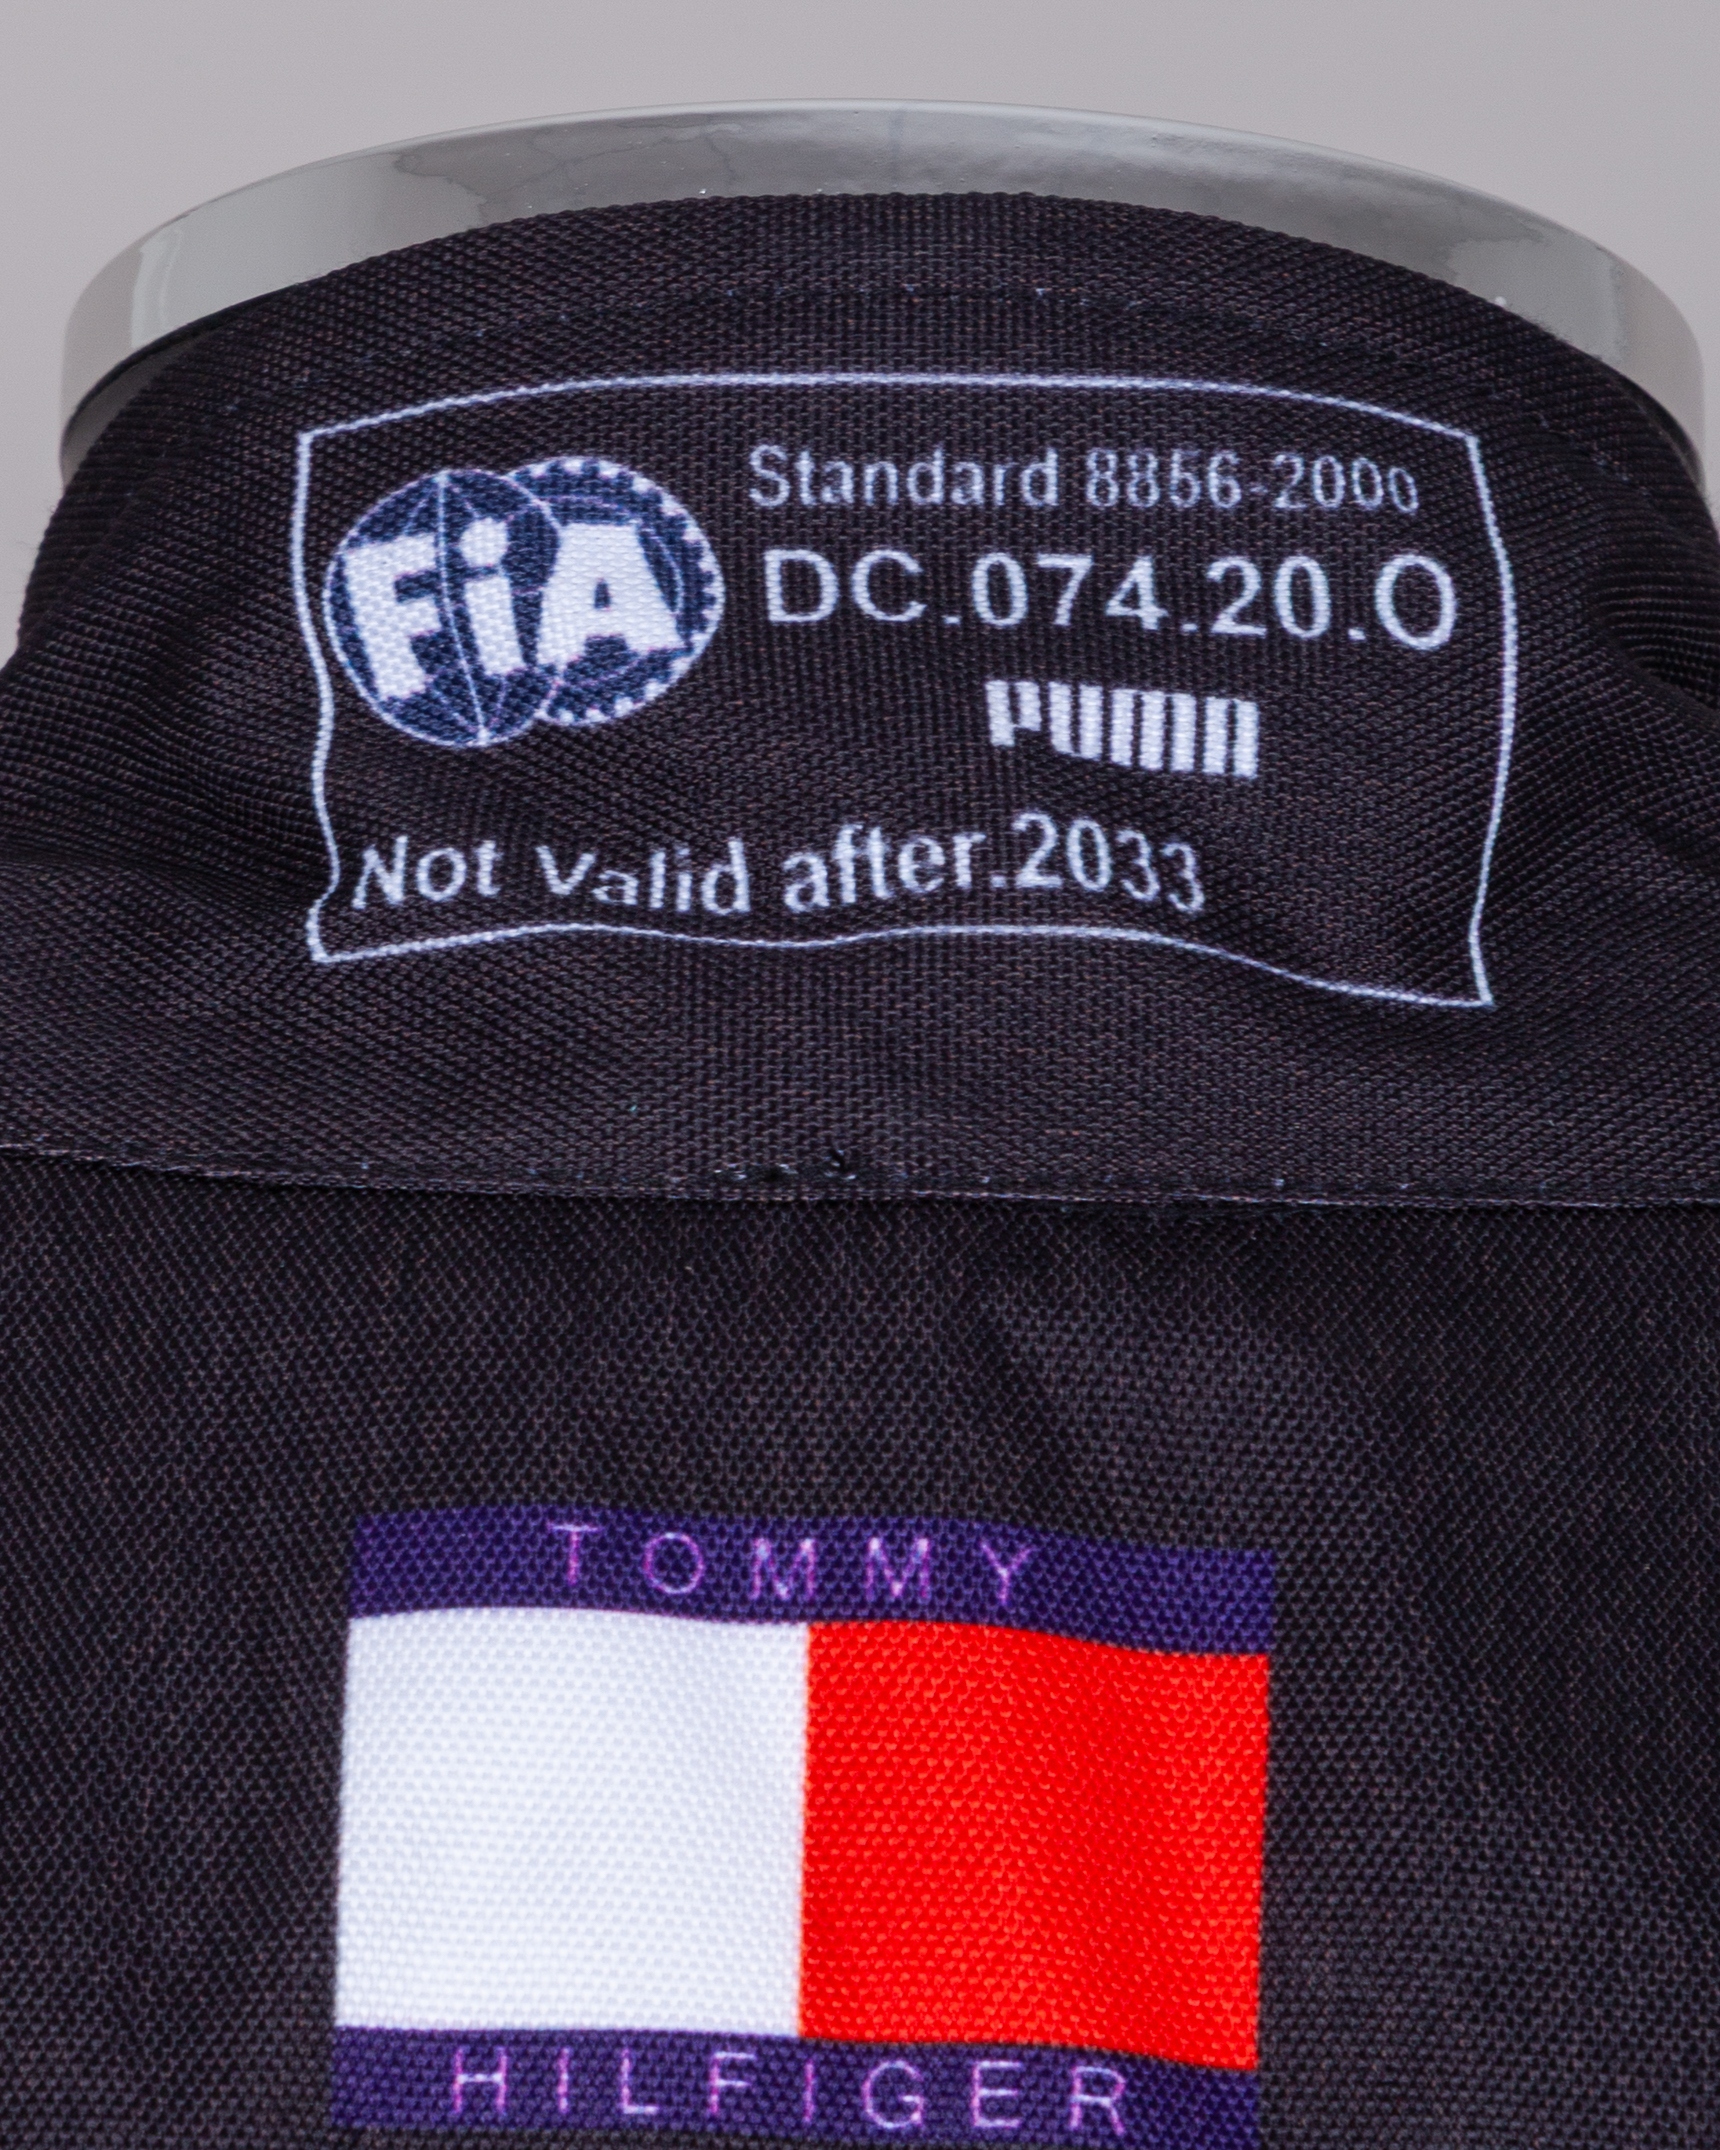 FiA
Standard 8856-2000
DC.074.20.O
PUMA
Not Valid after.2033
TOMMY
HILFIGER